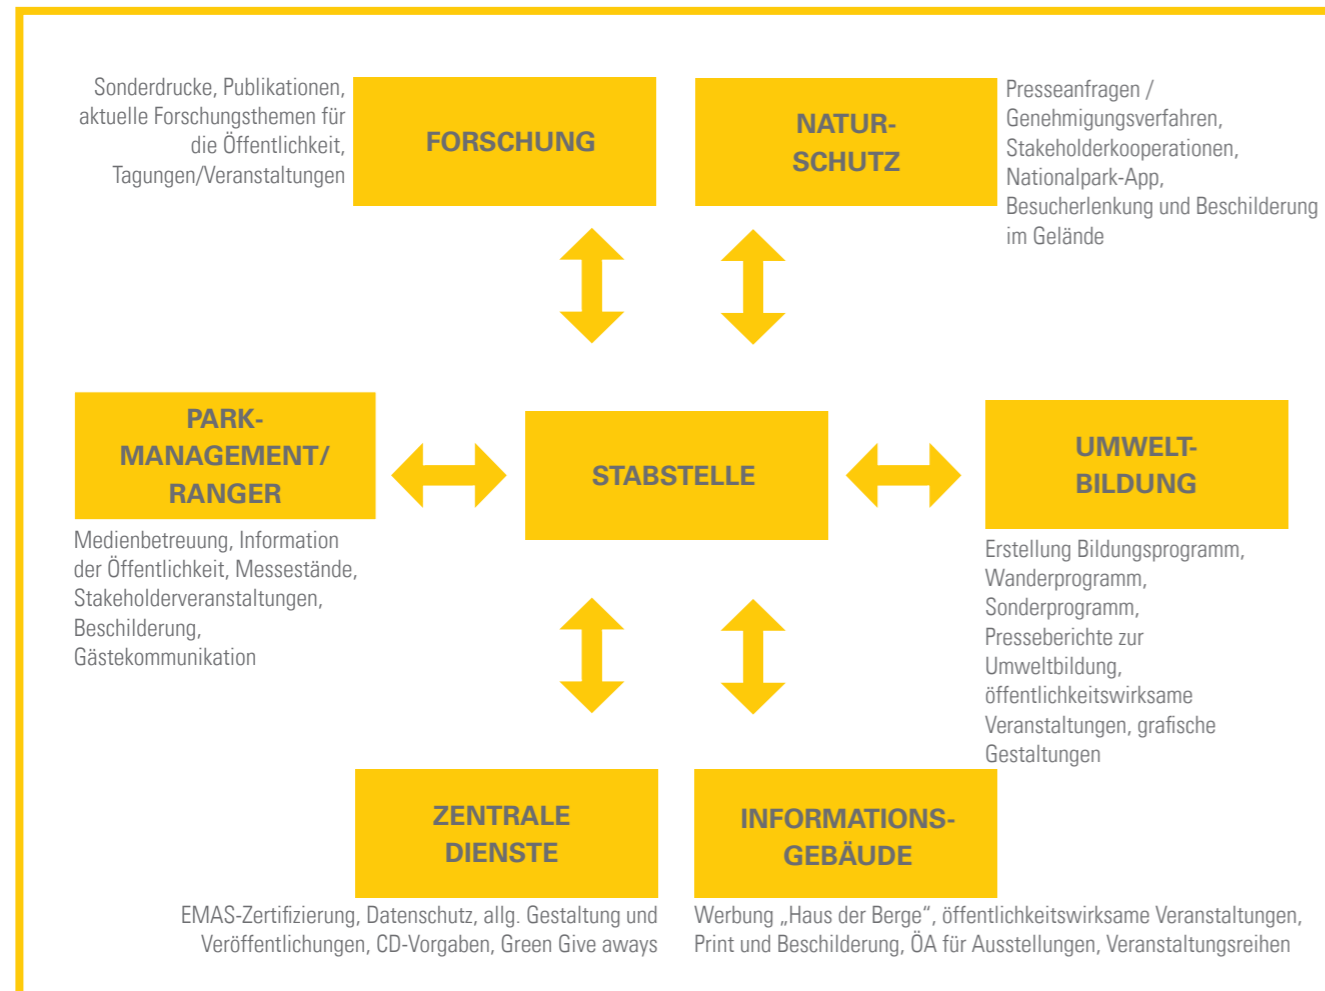 Sonderdrucke, Publikationen,
aktuelle Forschungsthemen für
die Öffentlichkeit,
Tagungen/Veranstaltungen
FORSCHUNG
NATUR-
SCHUTZ
Presseanfragen /
Genehmigungsverfahren,
Stakeholderkooperationen,
Nationalpark-App,
Besucherlenkung und Beschilderung
im Gelände
PARK-
MANAGEMENT/
RANGER
Medienbetreuung, Information
der Öffentlichkeit, Messestände,
Stakeholderveranstaltungen,
Beschilderung,
Gästekommunikation
STABSTELLE
UMWELT-
BILDUNG
Erstellung Bildungsprogramm,
Wanderprogramm,
Sonderprogramm,
Presseberichte zur
Umweltbildung,
öffentlichkeitswirksame
Veranstaltungen, grafische
Gestaltungen
ZENTRALE
DIENSTE
EMAS-Zertifizierung, Datenschutz, allg. Gestaltung und
Veröffentlichungen, CD-Vorgaben, Green Give aways
INFORMATIONS-
GEBÄUDE
Werbung „Haus der Berge“, öffentlichkeitswirksame Veranstaltungen,
Print und Beschilderung, ÖA für Ausstellungen, Veranstaltungsreihen